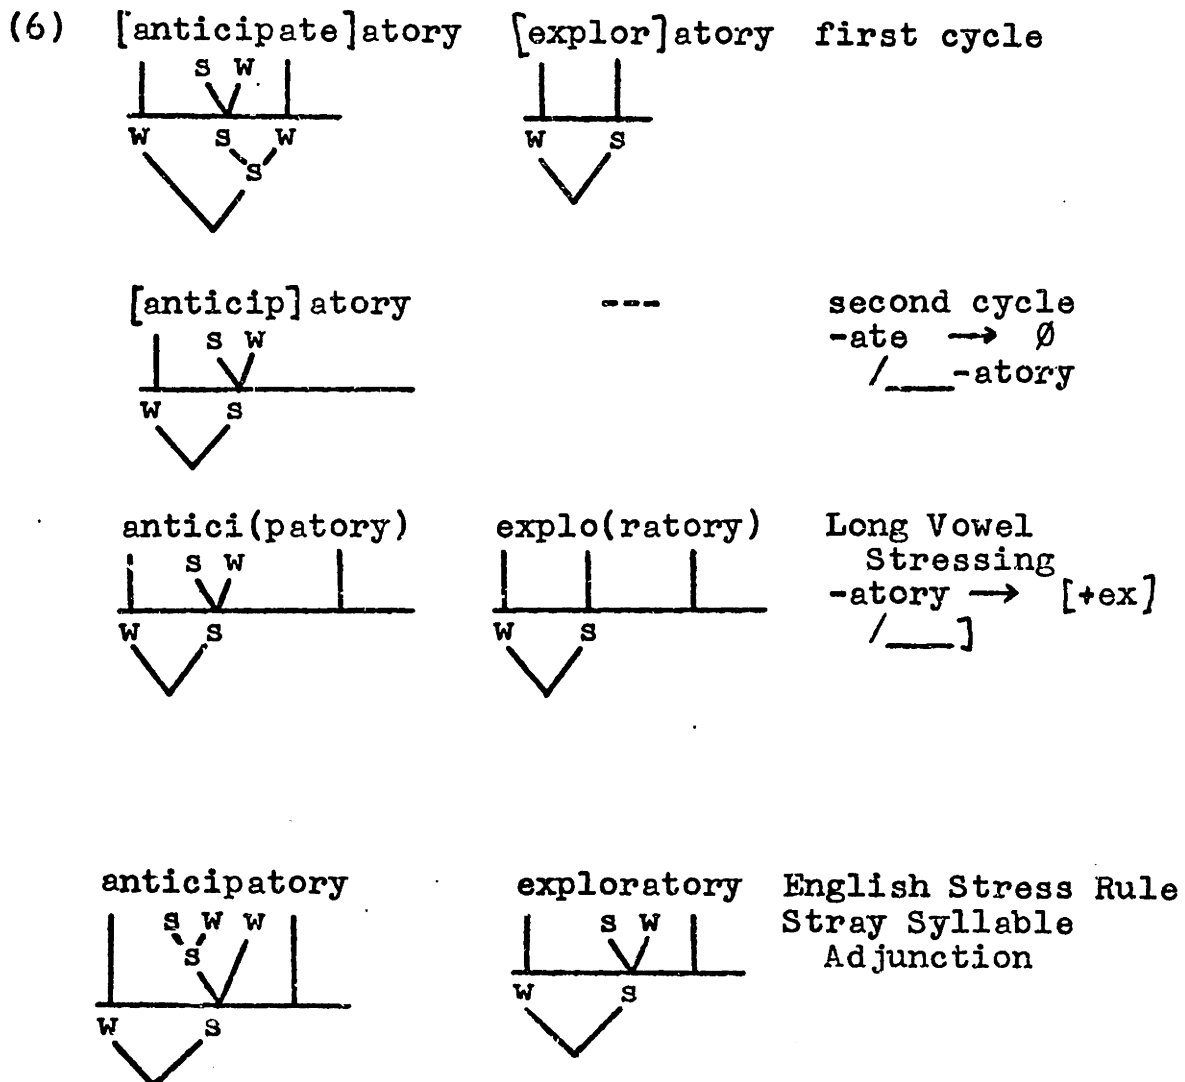 (6) [anticipate]atory [explor]atory first cycle
S W
W S W W S
S
[anticip]atory --- second cycle
S W -ate → Ø
/___-atory
W S
antici(patory) explo(ratory) Long Vowel
S W Stressing
-atory → [+ex]
W S W S /___]
anticipatory exploratory English Stress Rule
S W W S W Stray Syllable
S Adjunction
W S W S